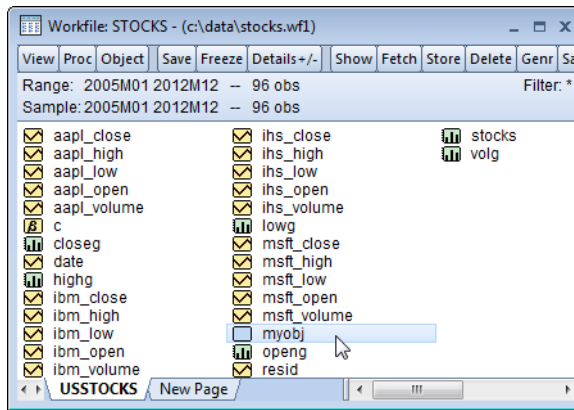 Workfile: STOCKS - (c:\data\stocks.wf1)
View Proc Object Save Freeze Details+/- Show Fetch Store Delete Genr Sa
Range: 2005M01 2012M12 -- 96 obs Filter: *
Sample: 2005M01 2012M12 -- 96 obs
aapl_close
aapl_high
aapl_low
aapl_open
aapl_volume
β c
closeg
date
highg
ibm_close
ibm_high
ibm_low
ibm_open
ibm_volume
ihs_close
ihs_high
ihs_low
ihs_open
ihs_volume
lowg
msft_close
msft_high
msft_low
msft_open
msft_volume
myobj
openg
resid
stocks
volg
USSTOCKS New Page